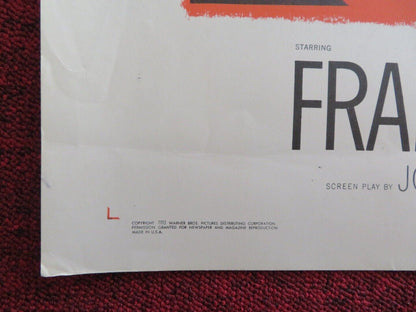 STARRING
FRA
SCREEN PLAY BY JO
COPYRIGHT 1953 WARNER BROS. PICTURES DISTRIBUTING CORPORATION.
PERMISSION GRANTED FOR NEWSPAPER AND MAGAZINE REPRODUCTION
MADE IN U.S.A.